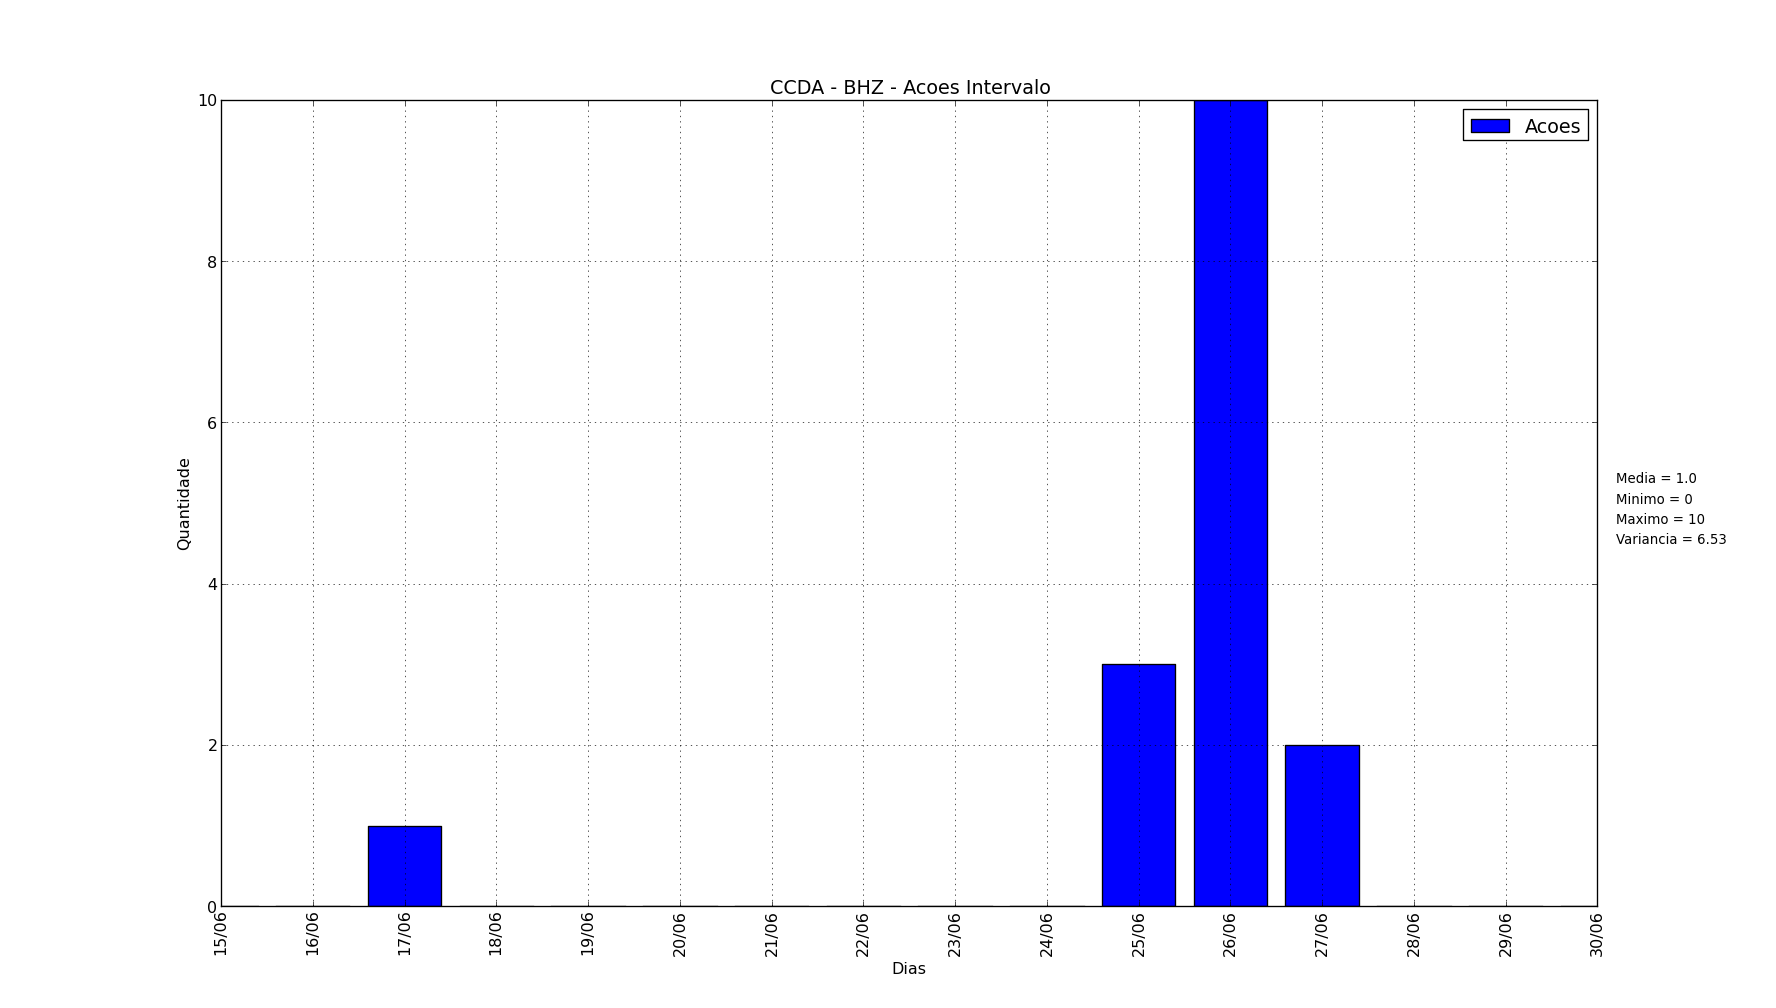 CCDA - BHZ - Acoes Intervalo
Acoes
10
8
6
4
2
0
Quantidade
15/06
16/06
17/06
18/06
19/06
20/06
21/06
22/06
23/06
24/06
25/06
26/06
27/06
28/06
29/06
30/06
Dias
Media = 1.0
Minimo = 0
Maximo = 10
Variancia = 6.53